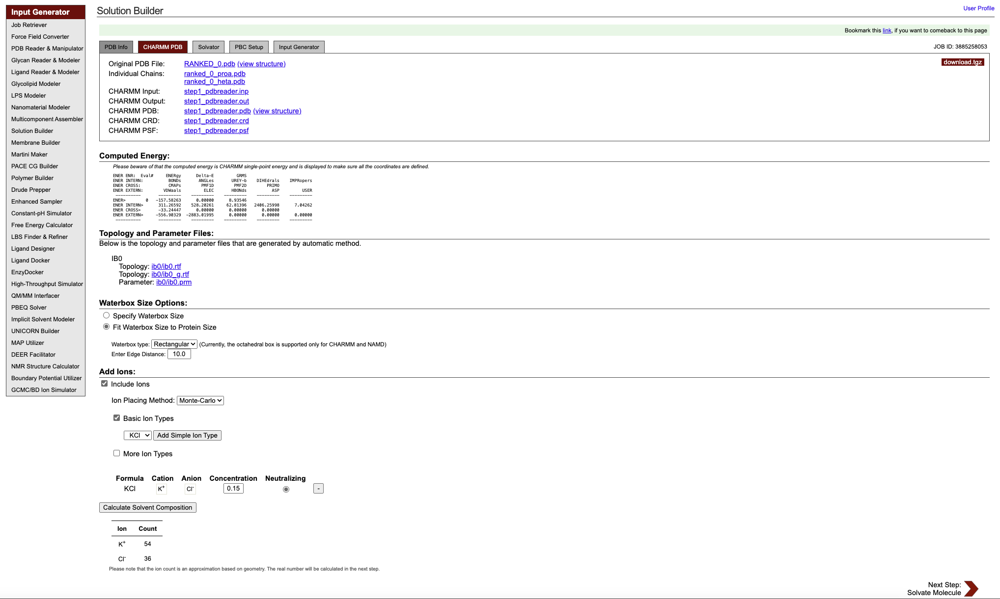 Input Generator
Job Retriever
Force Field Converter
PDB Reader & Manipulator
Glycan Reader & Modeler
Ligand Reader & Modeler
Glycolipid Modeler
LPS Modeler
Nanomaterial Modeler
Multicomponent Assembler
Solution Builder
Membrane Builder
Martini Maker
PACE CG Builder
Polymer Builder
Drude Prepper
Enhanced Sampler
Constant-pH Simulator
Free Energy Calculator
LBS Finder & Refiner
Ligand Designer
Ligand Docker
EnzyDocker
High-Throughput Simulator
QM/MM Interfacer
PBEQ Solver
Implicit Solvent Modeler
UNICORN Builder
MAP Utilizer
DEER Facilitator
NMR Structure Calculator
Boundary Potential Utilizer
GCMC/BD Ion Simulator
Solution Builder
User Profile
Bookmark this link, if you want to comeback to this page
PDB Info CHARMM PDB Solvator PBC Setup Input Generator
JOB ID: 3885258053
download.tgz
Original PDB File: RANKED_0.pdb (view structure)
Individual Chains: ranked_0_proa.pdb
ranked_0_heta.pdb
CHARMM Input: step1_pdbreader.inp
CHARMM Output: step1_pdbreader.out
CHARMM PDB: step1_pdbreader.pdb (view structure)
CHARMM CRD: step1_pdbreader.crd
CHARMM PSF: step1_pdbreader.psf
Computed Energy:
Please beware of that the computed energy is CHARMM single-point energy and is displayed to make sure all the coordinates are defined.
ENER ENR: Eval# ENERgy Delta-E GRMS
ENER INTERN: BONDs ANGLes UREY-b DIHEdrals IMPRopers
ENER CROSS: CMAPs PMF1D PMF2D PRIMO
ENER EXTERN: VDWaals ELEC HBONds ASP USER
---------- --------- --------- --------- --------- ---------
ENER> 0 -157.58263 0.00000 8.93546
ENER INTERN> 311.26592 528.20261 62.81396 2406.25998 7.04262
ENER CROSS> -33.24447 0.00000 0.00000 0.00000
ENER EXTERN> -556.90329 -2883.01995 0.00000 0.00000 0.00000
---------- --------- --------- --------- --------- ---------
Topology and Parameter Files:
Below is the topology and parameter files that are generated by automatic method.
IB0
Topology: ib0/ib0.rtf
Topology: ib0/ib0_g.rtf
Parameter: ib0/ib0.prm
Waterbox Size Options:
Specify Waterbox Size
Fit Waterbox Size to Protein Size
Waterbox type: Rectangular (Currently, the octahedral box is supported only for CHARMM and NAMD)
Enter Edge Distance: 10.0
Add Ions:
Include Ions
Ion Placing Method: Monte-Carlo
Basic Ion Types
KCl Add Simple Ion Type
More Ion Types
Formula Cation Anion Concentration Neutralizing
KCl K+ Cl- 0.15 -
Calculate Solvent Composition
Ion Count
K+ 54
Cl- 36
Please note that the ion count is an approximation based on geometry. The real number will be calculated in the next step.
Next Step:
Solvate Molecule